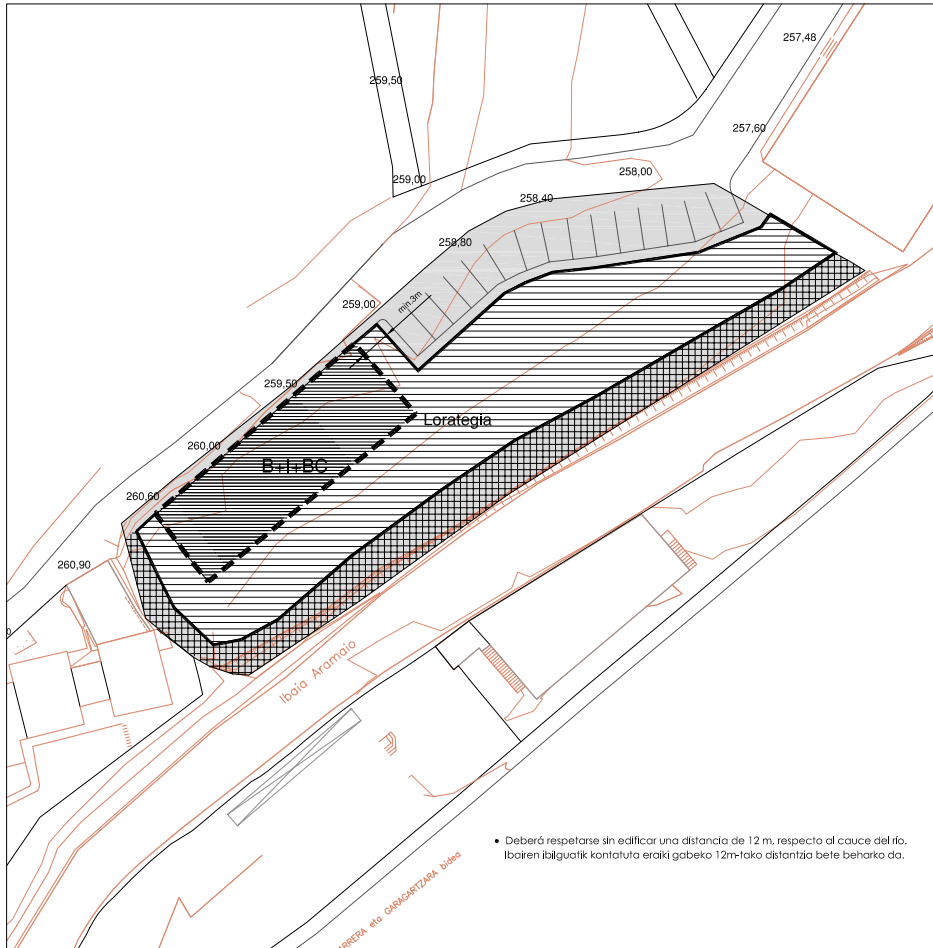 257,48
259,50
257,60
259,00
258,00
258.40
258,80
259,00
min.3m
259,50
Lorategia
260,00
B+I+BC
260,60
260,90
Ibaia Aramaio
• Deberá respetarse sin edificar una distancia de 12 m, respecto al cauce del río.
Ibairen ibilguatik kontatuta eraiki gabeko 12m-tako distantzia bete beharko da.
ARRERA eta GARAGARTZARA bidea